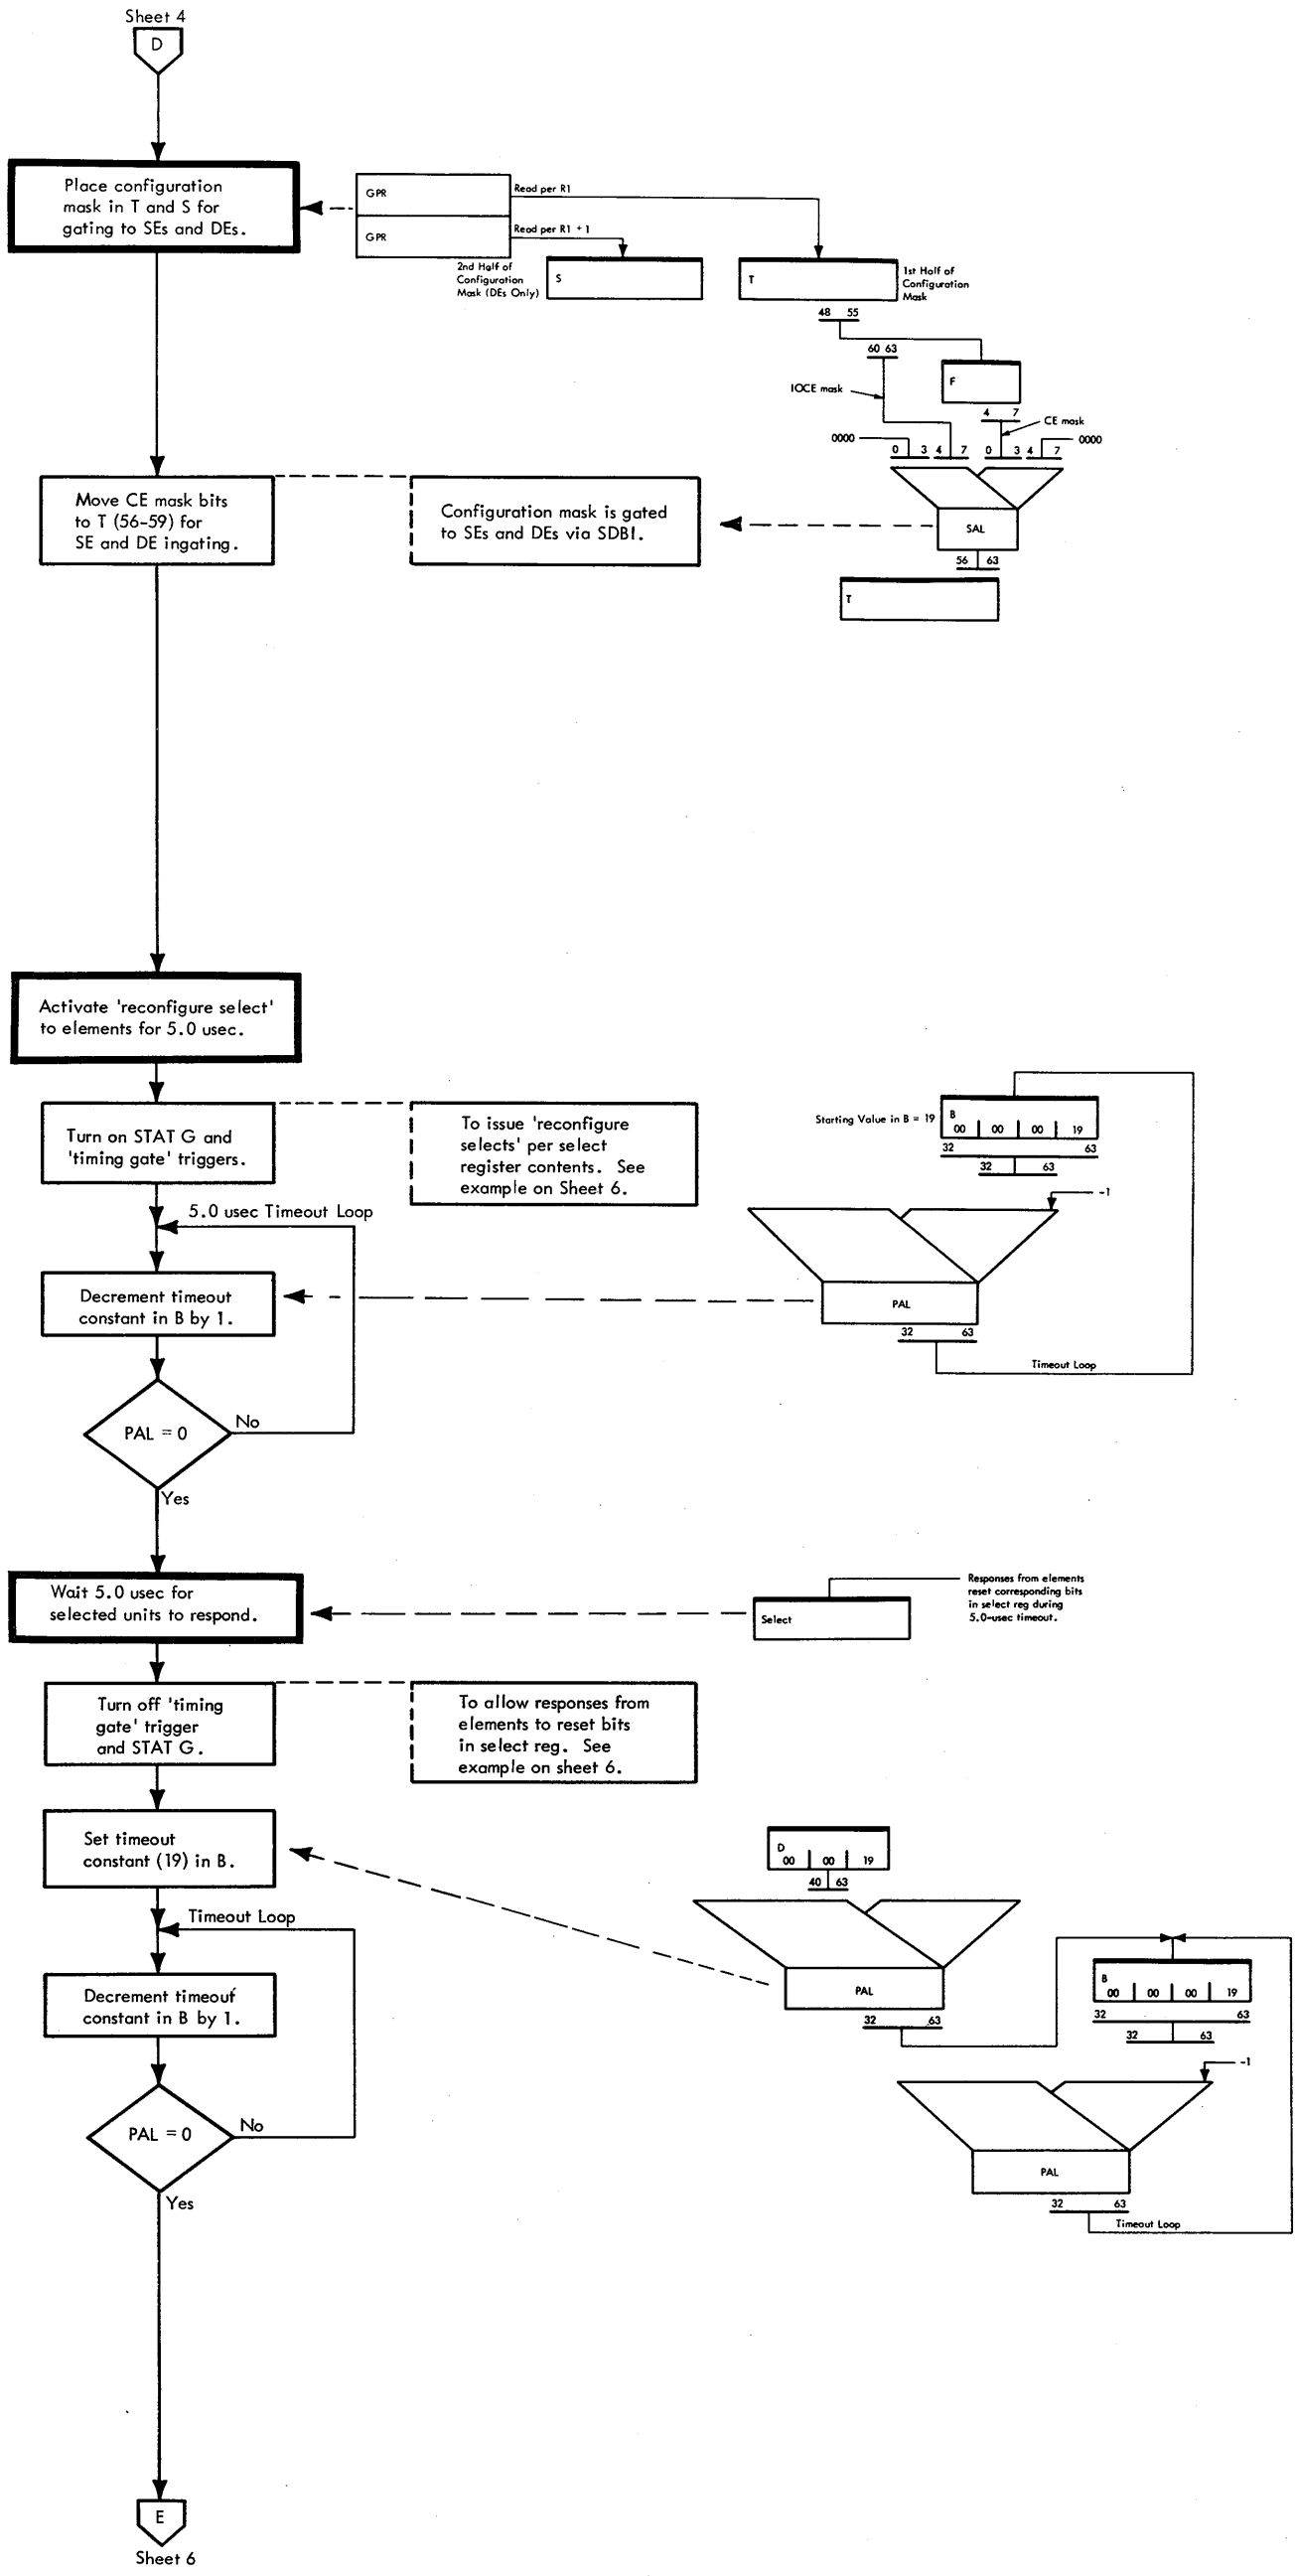 Sheet 4
D
Place configuration
mask in T and S for
gating to SEs and DEs.
GPR
Read per R1
GPR
Read per R1 + 1
2nd Half of
Configuration
Mask (DEs Only)
S
T
1st Half of
Configuration
Mask
48 55
60 63
IOCE mask
F
4 7
CE mask
0000
0000
0 3 4 7 0 3 4 7
Move CE mask bits
to T (56-59) for
SE and DE ingating.
Configuration mask is gated
to SEs and DEs via SDBI.
SAL
56 63
T
Activate 'reconfigure select'
to elements for 5.0 usec.
Turn on STAT G and
'timing gate' triggers.
To issue 'reconfigure
selects' per select
register contents. See
example on Sheet 6.
Starting Value in B = 19
B
00 00 00 19
32 63
32 63
-1
5.0 usec Timeout Loop
Decrement timeout
constant in B by 1.
PAL
32 63
Timeout Loop
PAL = 0
No
Yes
Wait 5.0 usec for
selected units to respond.
Select
Responses from elements
reset corresponding bits
in select reg during
5.0-usec timeout.
Turn off 'timing
gate' trigger
and STAT G.
To allow responses from
elements to reset bits
in select reg. See
example on sheet 6.
Set timeout
constant (19) in B.
D
00 00 19
40 63
PAL
32 63
B
00 00 00 19
32 63
32 63
-1
Timeout Loop
Decrement timeout
constant in B by 1.
PAL = 0
No
Yes
PAL
32 63
Timeout Loop
E
Sheet 6